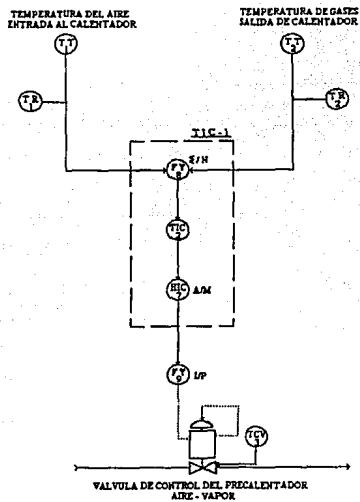 TEMPERATURA DEL AIRE
ENTRADA AL CALENTADOR
TEMPERATURA DE GASES
SALIDA DE CALENTADOR
TT
1
TT
2
TR
1
TR
2
TIC-1
FY
8
Σ/H
TIC
2
HIC
7
A/M
FY
9
I/P
TCV
3
VALVULA DE CONTROL DEL PRECALENTADOR
AIRE - VAPOR